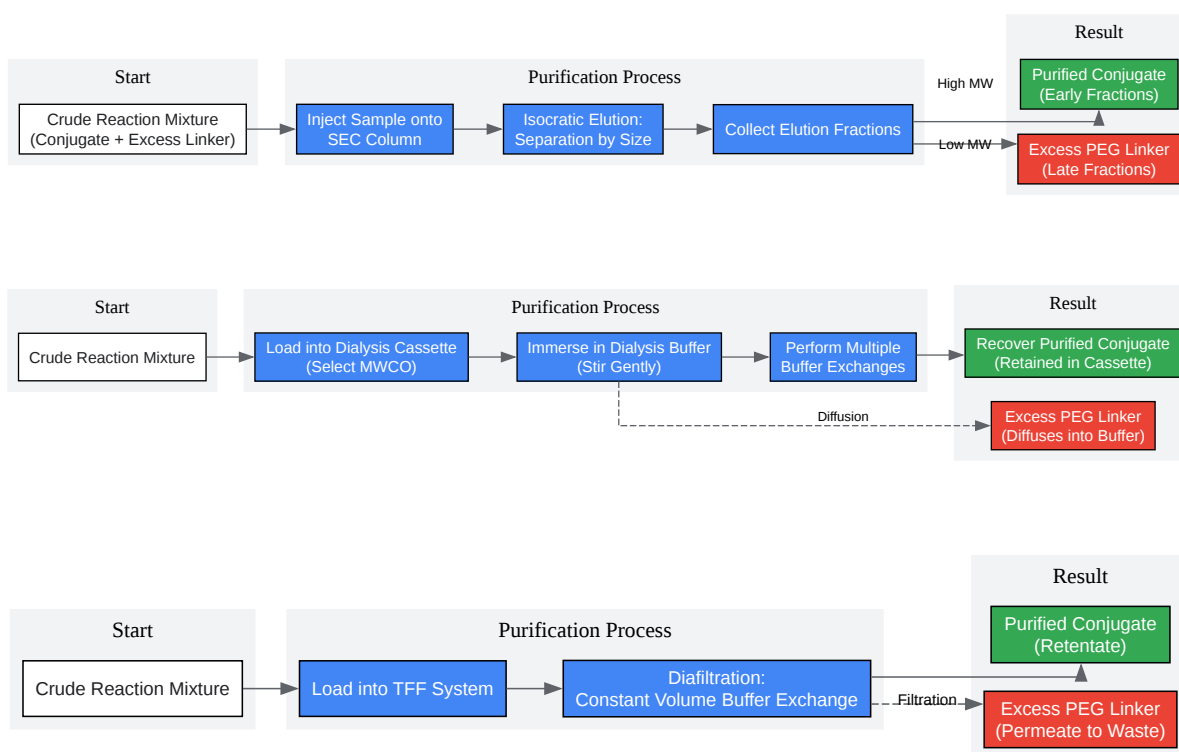 Start
Crude Reaction Mixture
(Conjugate + Excess Linker)
Purification Process
Inject Sample onto
SEC Column
Isocratic Elution:
Separation by Size
Collect Elution Fractions
High MW
Low MW
Result
Purified Conjugate
(Early Fractions)
Excess PEG Linker
(Late Fractions)
Start
Crude Reaction Mixture
Purification Process
Load into Dialysis Cassette
(Select MWCO)
Immerse in Dialysis Buffer
(Stir Gently)
Perform Multiple
Buffer Exchanges
Diffusion
Result
Recover Purified Conjugate
(Retained in Cassette)
Excess PEG Linker
(Diffuses into Buffer)
Start
Crude Reaction Mixture
Purification Process
Load into TFF System
Diafiltration:
Constant Volume Buffer Exchange
Filtration
Result
Purified Conjugate
(Retentate)
Excess PEG Linker
(Permeate to Waste)